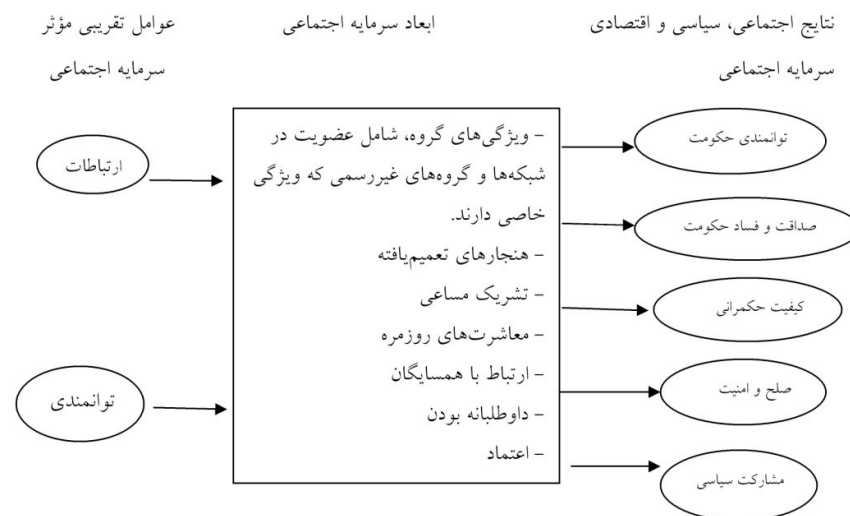 عوامل تقریبی مؤثر
سرمایه اجتماعی
ابعاد سرمایه اجتماعی
نتایج اجتماعی، سیاسی و اقتصادی
سرمایه اجتماعی
ارتباطات
توانمندی
- ویژگی‌های گروه، شامل عضویت در
شبکه‌ها و گروه‌های غیررسمی که ویژگی
خاصی دارند.
- هنجارهای تعمیم‌یافته
- تشریک مساعی
- معاشرت‌های روزمره
- ارتباط با همسایگان
- داوطلبانه بودن
- اعتماد
توانمندی حکومت
صداقت و فساد حکومت
کیفیت حکمرانی
صلح و امنیت
مشارکت سیاسی